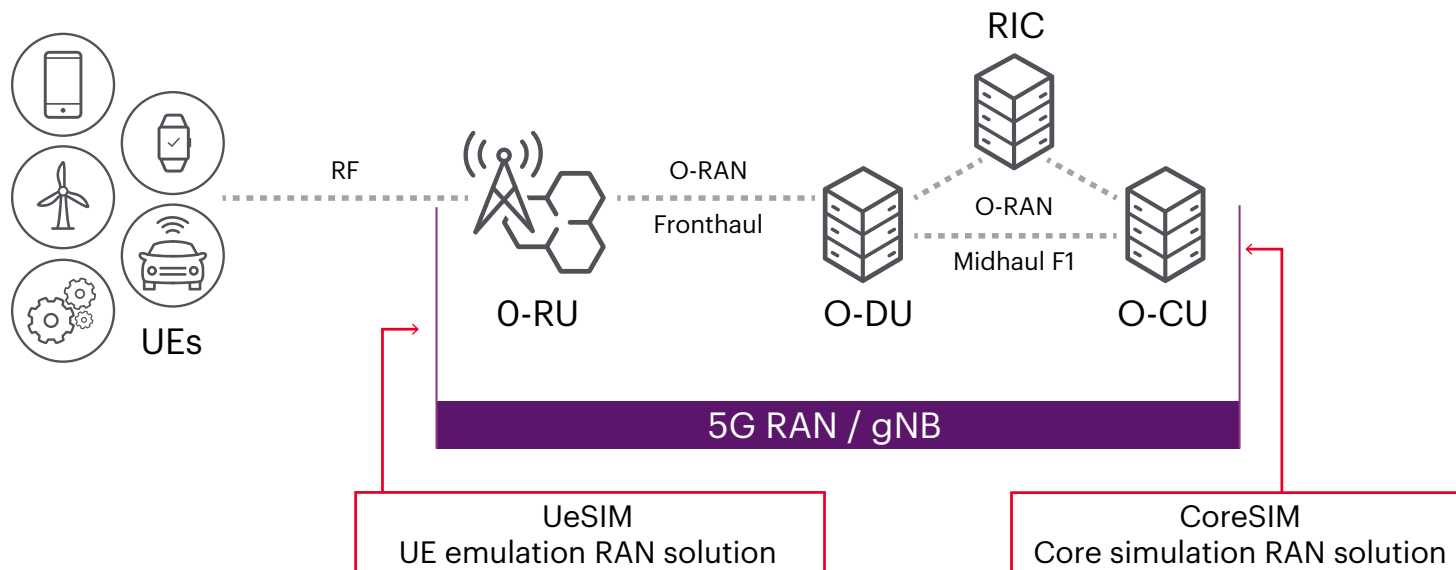 RIC
RF
O-RAN
Fronthaul
O-RAN
Midhaul F1
UEs
0-RU
O-DU
O-CU
5G RAN / gNB
UeSIM
UE emulation RAN solution
CoreSIM
Core simulation RAN solution